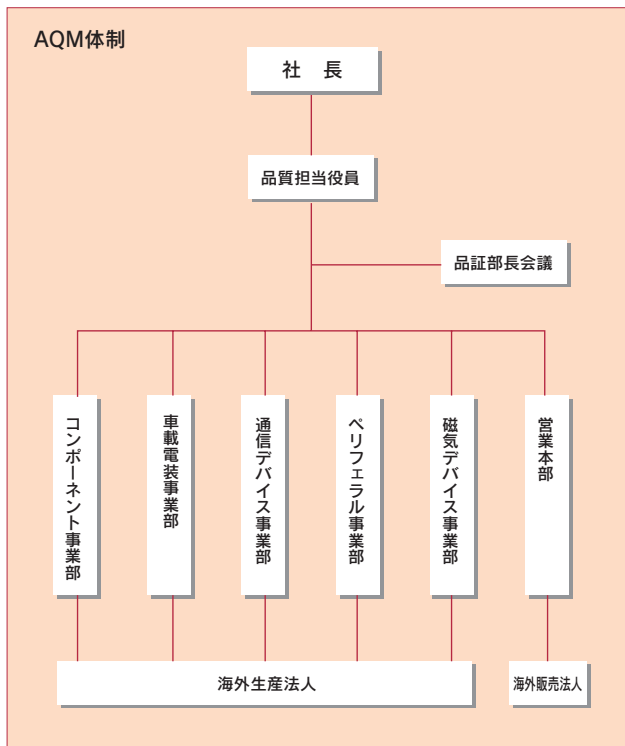 AQM体制
社　長
品質担当役員
品証部長会議
コンポーネント事業部
車載電装事業部
通信デバイス事業部
ペリフェラル事業部
磁気デバイス事業部
営業本部
海外生産法人
海外販売法人